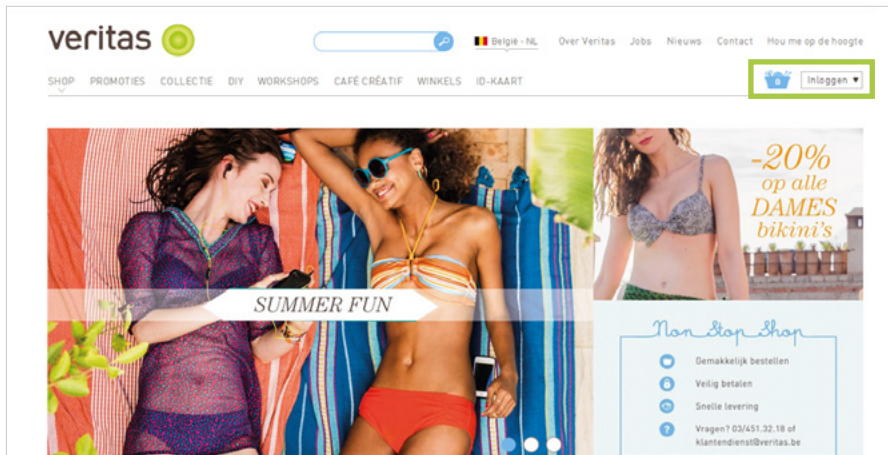 veritas
België - NL
Over Veritas
Jobs
Nieuws
Contact
Hou me op de hoogte
SHOP
PROMOTIES
COLLECTIE
DIY
WORKSHOPS
CAFÉ CRÉATIF
WINKELS
ID-KAART
0
Inloggen ▼
-20%
op alle
DAMES
bikini's
SUMMER FUN
Non Stop Shop
Gemakkelijk bestellen
Veilig betalen
Snelle levering
?
Vragen? 03/451.32.18 of
klantendienst@veritas.be